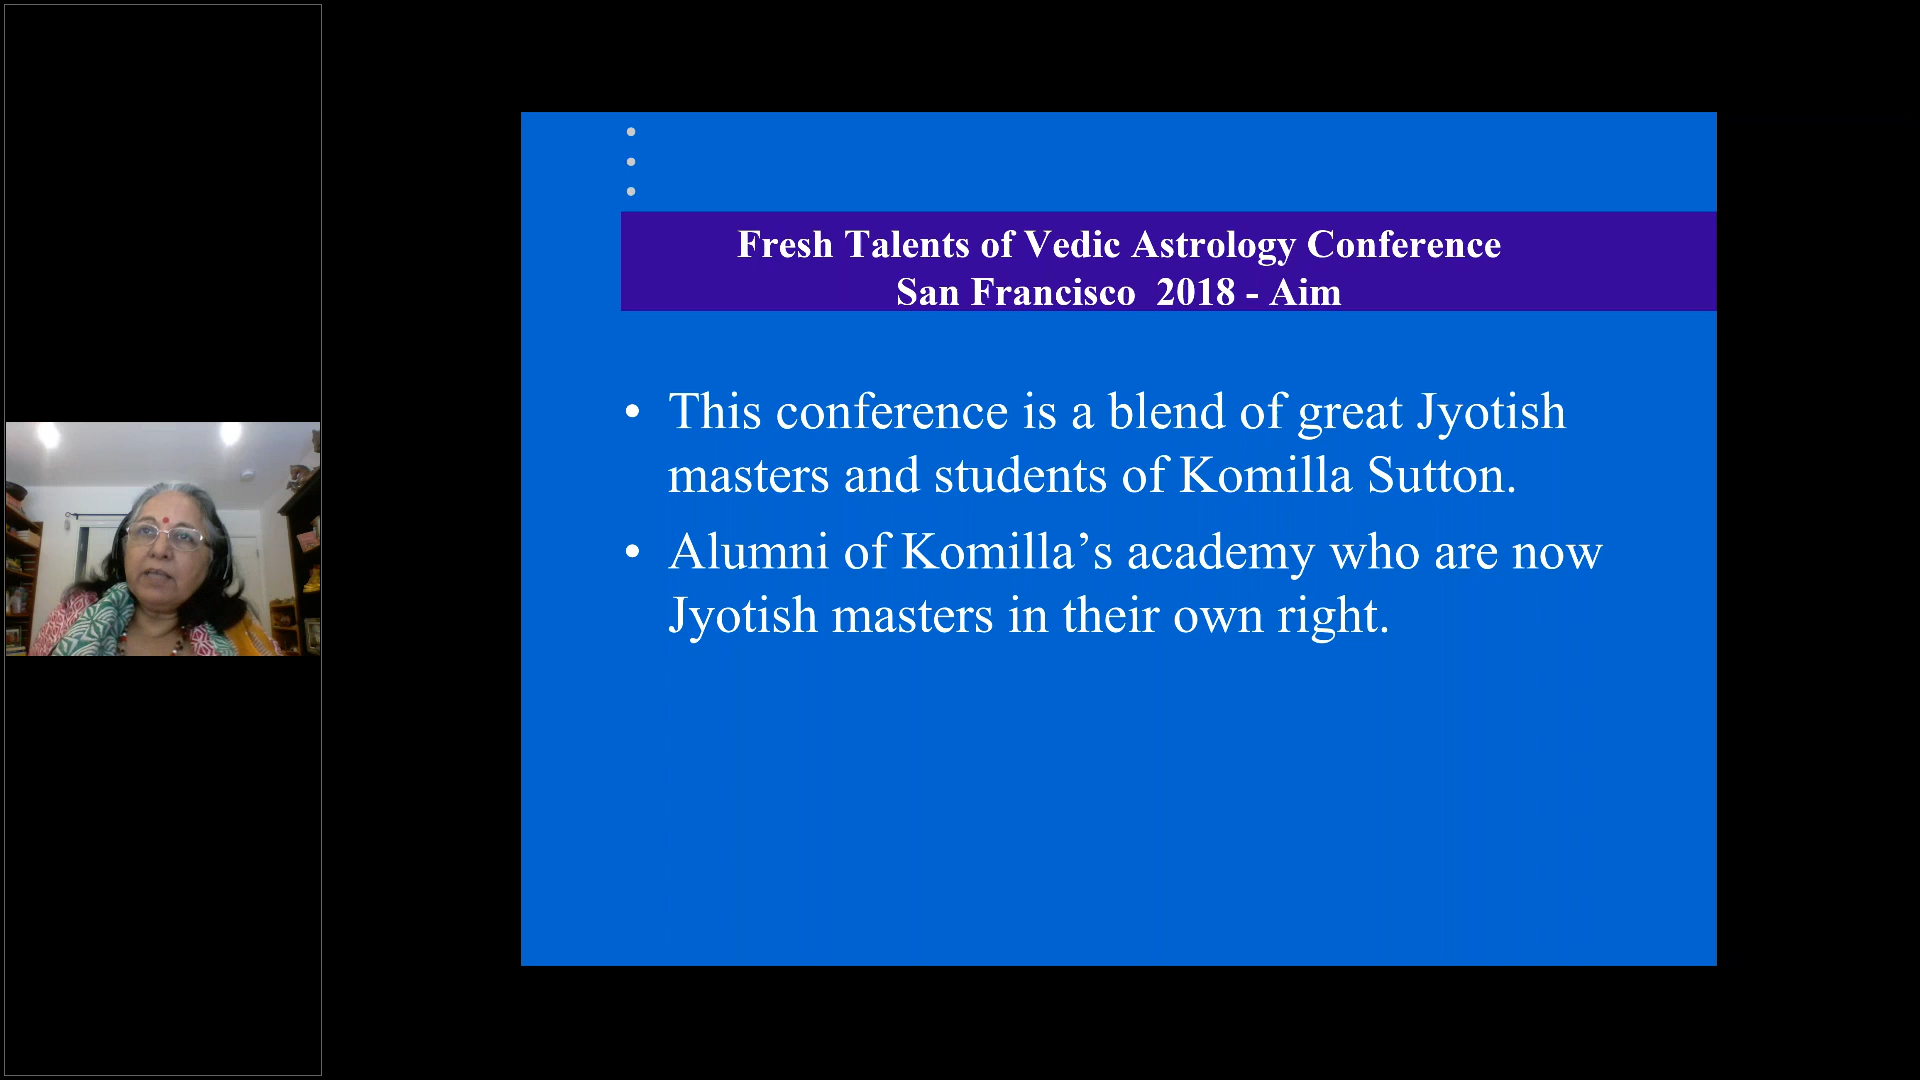 Fresh Talents of Vedic Astrology Conference
San Francisco  2018 - Aim
• This conference is a blend of great Jyotish
masters and students of Komilla Sutton.
• Alumni of Komilla’s academy who are now
Jyotish masters in their own right.